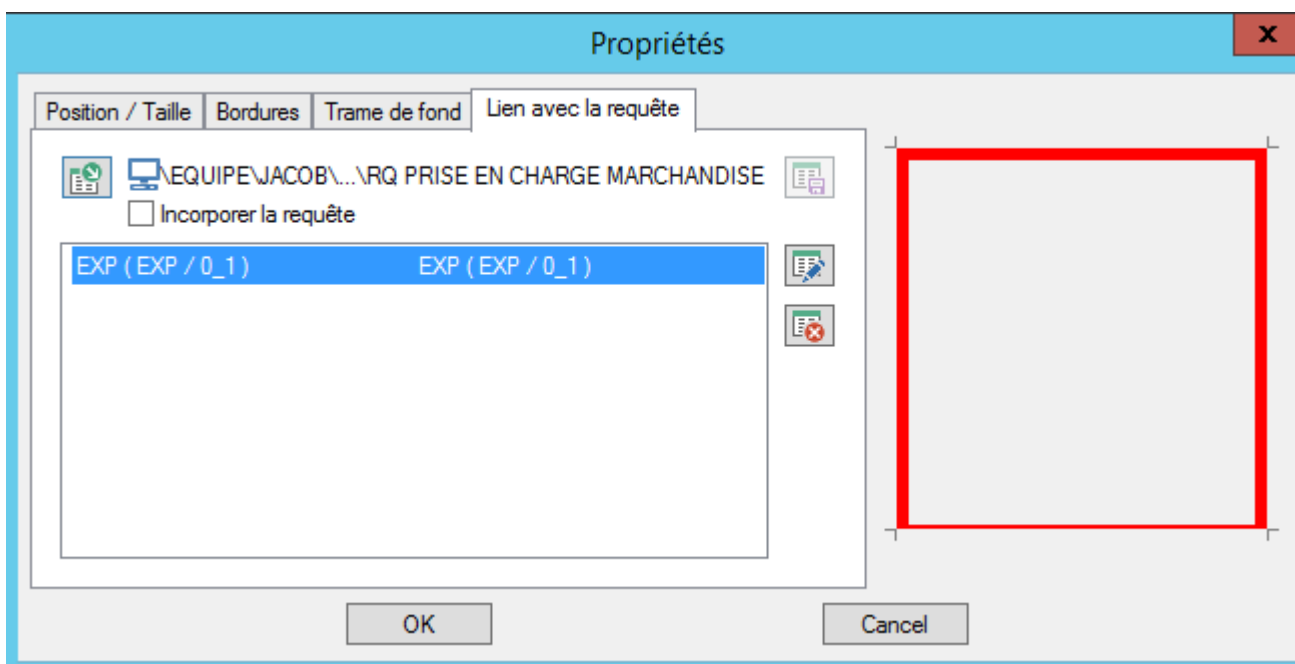 Propriétés
x
Position / Taille Bordures Trame de fond Lien avec la requête
\EQUIPE\JACOB\...\RQ PRISE EN CHARGE MARCHANDISE
Incorporer la requête
EXP ( EXP / 0_1 ) EXP ( EXP / 0_1 )
OK Cancel